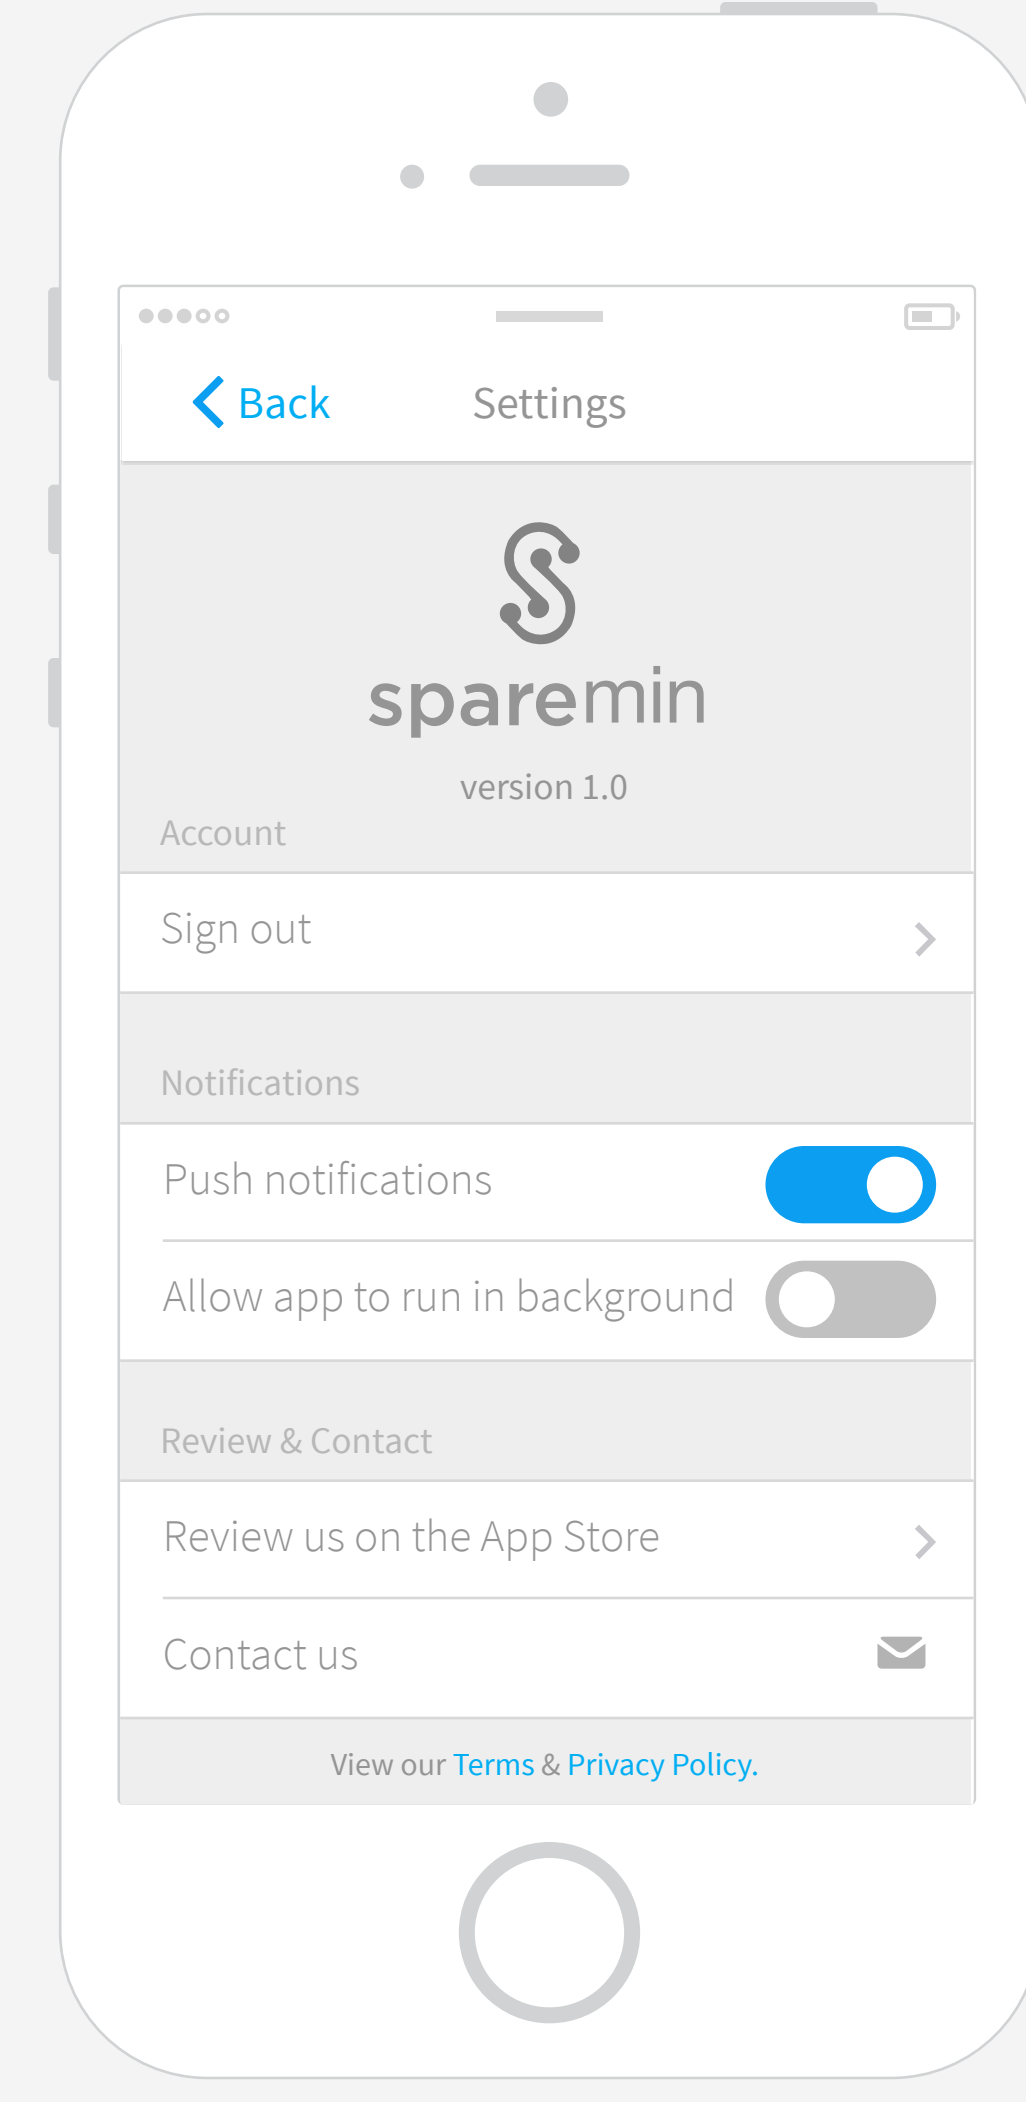 Back
Settings
sparemin
version 1.0
Account
Sign out
Notifications
Push notifications
Allow app to run in background
Review & Contact
Review us on the App Store
Contact us
View our Terms & Privacy Policy.